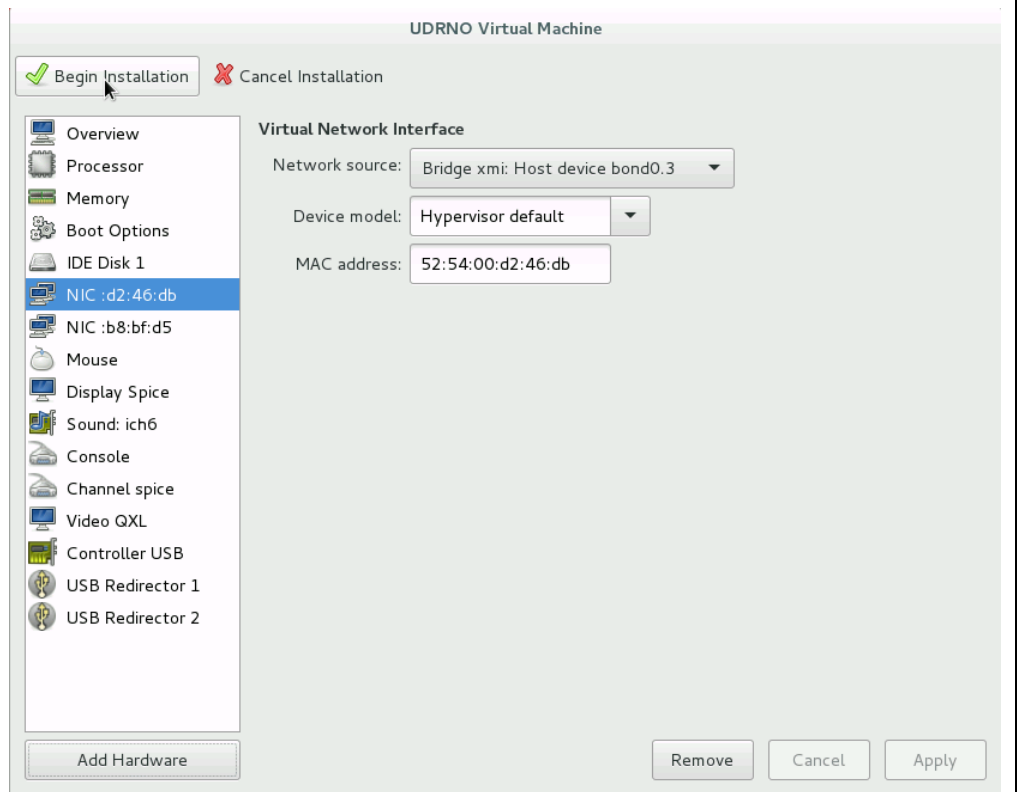 UDRNO Virtual Machine
Begin Installation
Cancel Installation
Overview
Processor
Memory
Boot Options
IDE Disk 1
NIC :d2:46:db
NIC :b8:bf:d5
Mouse
Display Spice
Sound: ich6
Console
Channel spice
Video QXL
Controller USB
USB Redirector 1
USB Redirector 2
Add Hardware
Virtual Network Interface
Network source: Bridge xmi: Host device bond0.3
Device model: Hypervisor default
MAC address: 52:54:00:d2:46:db
Remove Cancel Apply